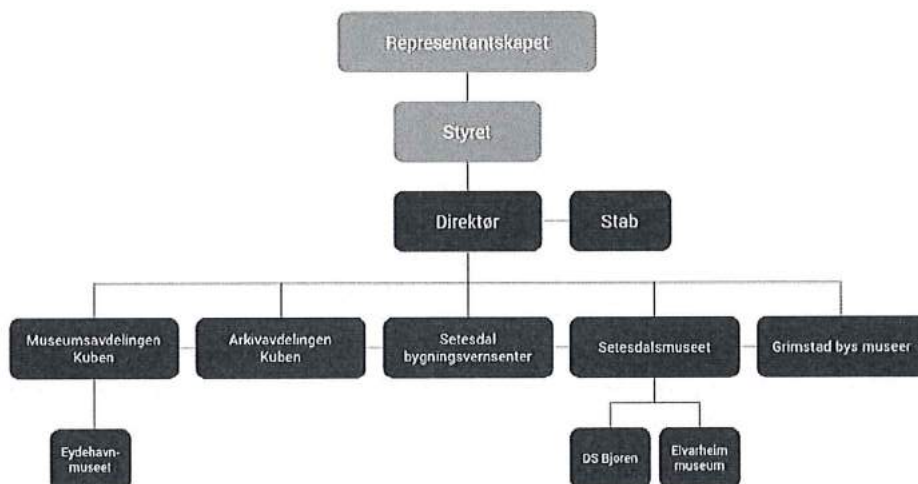 Representantskapet
Styret
Direktør
Stab
Museumsavdelingen
Kuben
Arkivavdelingen
Kuben
Setesdal
bygningsvernsenter
Setesdalsmuseet
Grimstad bys museer
Eydehavn-
museet
DS Bjoren
Elvarheim
museum